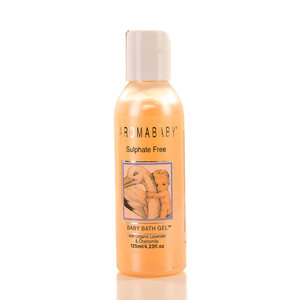 AROMABABY
Sulphate Free
BABY BATH GEL™
with organic Lavender
& Chamomile
125ml/4.23fl.oz